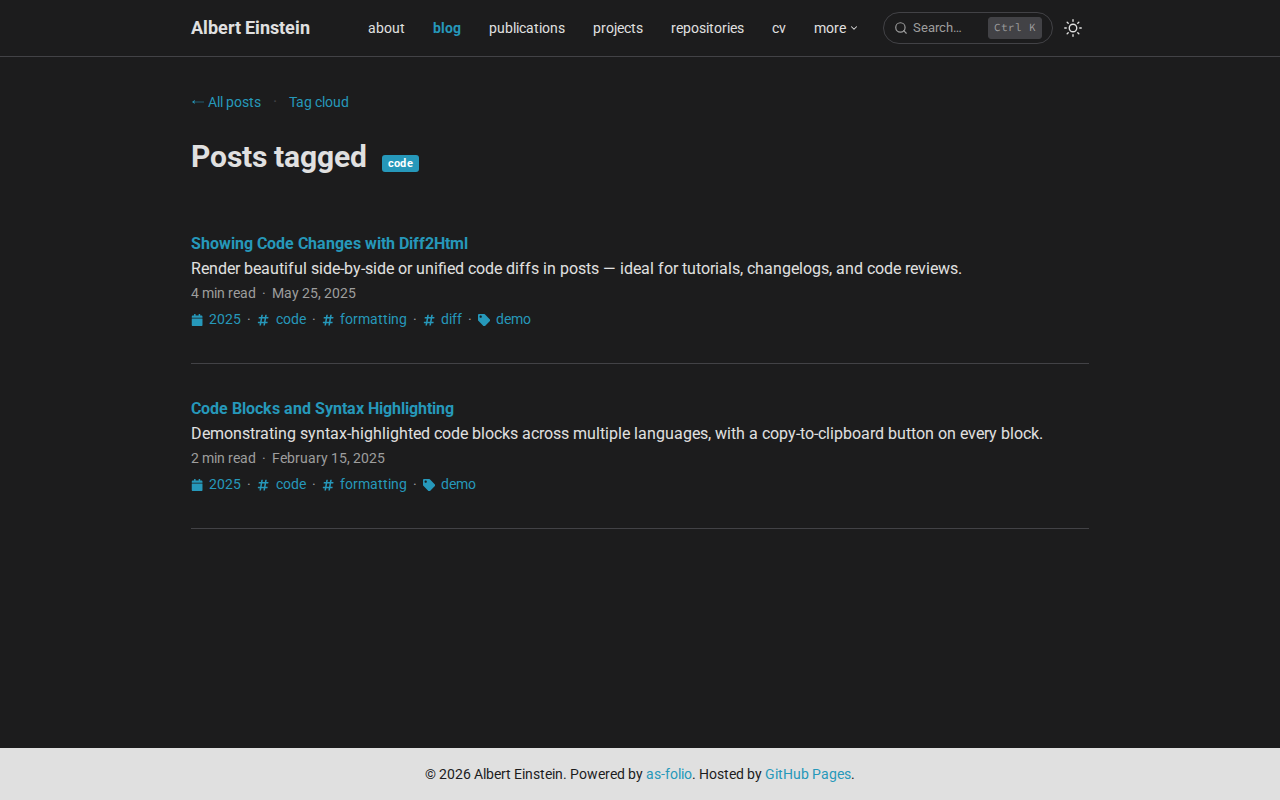 Albert Einstein about blog publications projects repositories cv more Search... Ctrl K
← All posts · Tag cloud
Posts tagged code
Showing Code Changes with Diff2Html
Render beautiful side-by-side or unified code diffs in posts — ideal for tutorials, changelogs, and code reviews.
4 min read · May 25, 2025
2025 · # code · # formatting · # diff · demo
Code Blocks and Syntax Highlighting
Demonstrating syntax-highlighted code blocks across multiple languages, with a copy-to-clipboard button on every block.
2 min read · February 15, 2025
2025 · # code · # formatting · demo
© 2026 Albert Einstein. Powered by as-folio. Hosted by GitHub Pages.